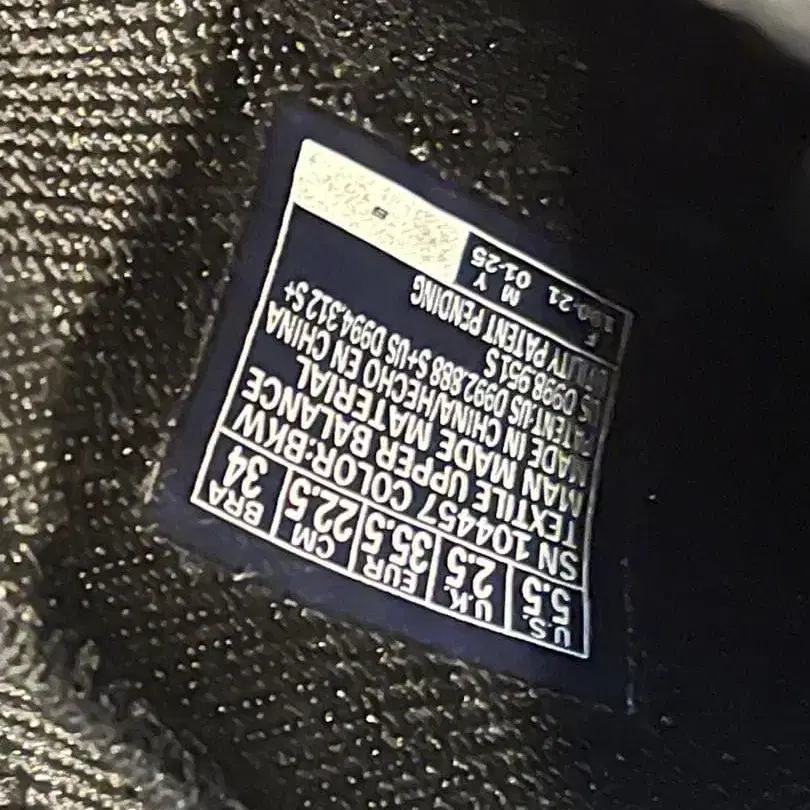 U.S. U.K. EUR CM BRA
5.5 2.5 35.5 22.5 34
SN 104457 COLOR:BKW
TEXTILE UPPER BALANCE
MAN MADE MATERIAL
MADE IN CHINA/HECHO EN CHINA
PATENT:US D992.888 S+US D994.312 S+
US D998.951S
UTILITY PATENT PENDING
F M Y
01-25